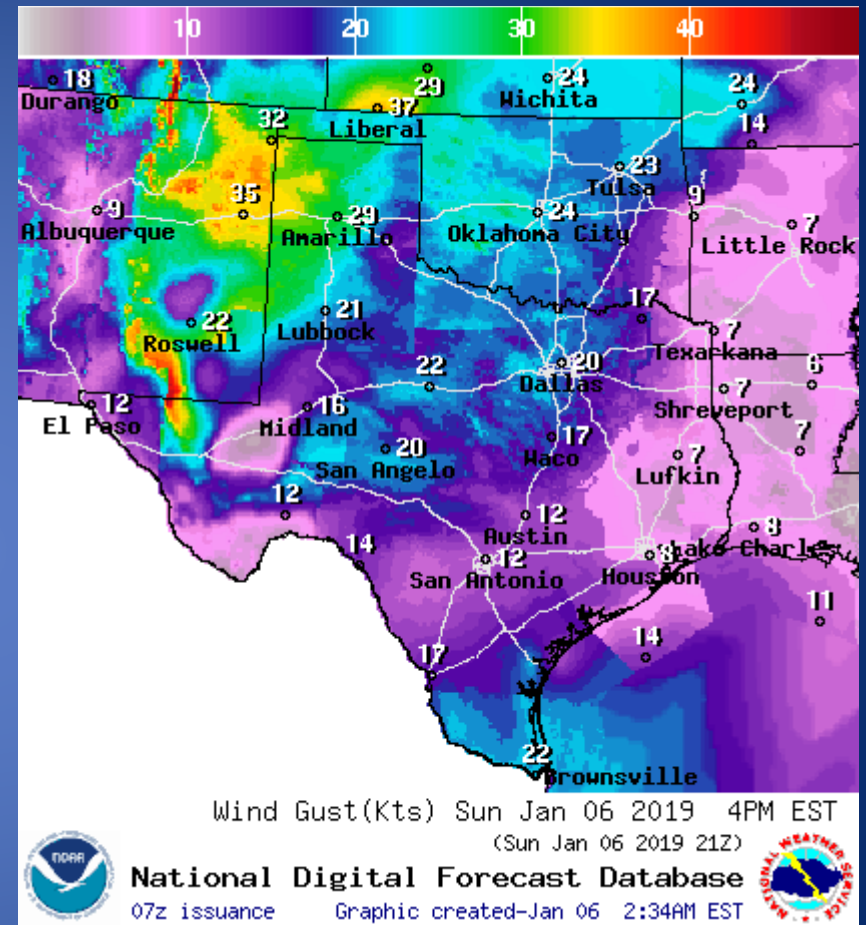 10 20 30 40
18 29 24 24
Durango Wichita
37
Liberal
32 14
23
Tulsa
9 35 29 24 9 7
Albuquerque Amarillo Oklahoma City Little Rock
22 21 17 7
Roswell Lubbock Texarkana
22 20 7 6
Dallas Shreveport
12 16
El Paso Midland
20 17 7 7
San Angelo Waco Lufkin
12 12 8
Austin
14 12 8 Lake Charles
San Antonio Houston
11
17 14
22
Brownsville
Wind Gust(Kts) Sun Jan 06 2019 4PM EST
(Sun Jan 06 2019 21Z)
National Digital Forecast Database
07z issuance Graphic created-Jan 06 2:34AM EST
NOAA
NATIONAL WEATHER SERVICE